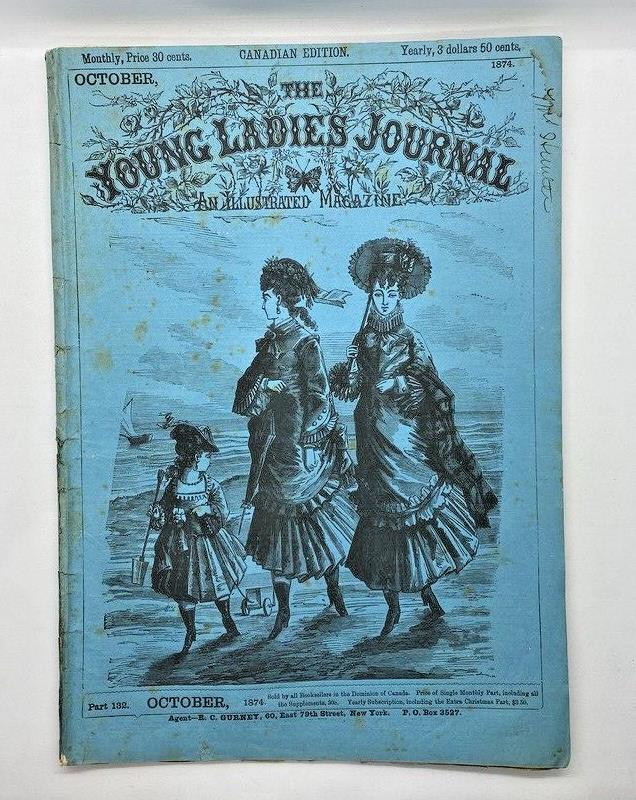 Monthly, Price 30 cents. CANADIAN EDITION. Yearly, 3 dollars 50 cents.
OCTOBER, 1874.
THE
YOUNG LADIES JOURNAL
AN ILLUSTRATED MAGAZINE
Part 132. OCTOBER, 1874. Sold by all Booksellers in the Dominion of Canada. Price of Single Monthly Part, including all
the Supplements, 30c. Yearly Subscription, including the Extra Christmas Part, $3.50.
Agent—R. C. GURNEY, 60, East 79th Street, New York. P. O. Box 3527.